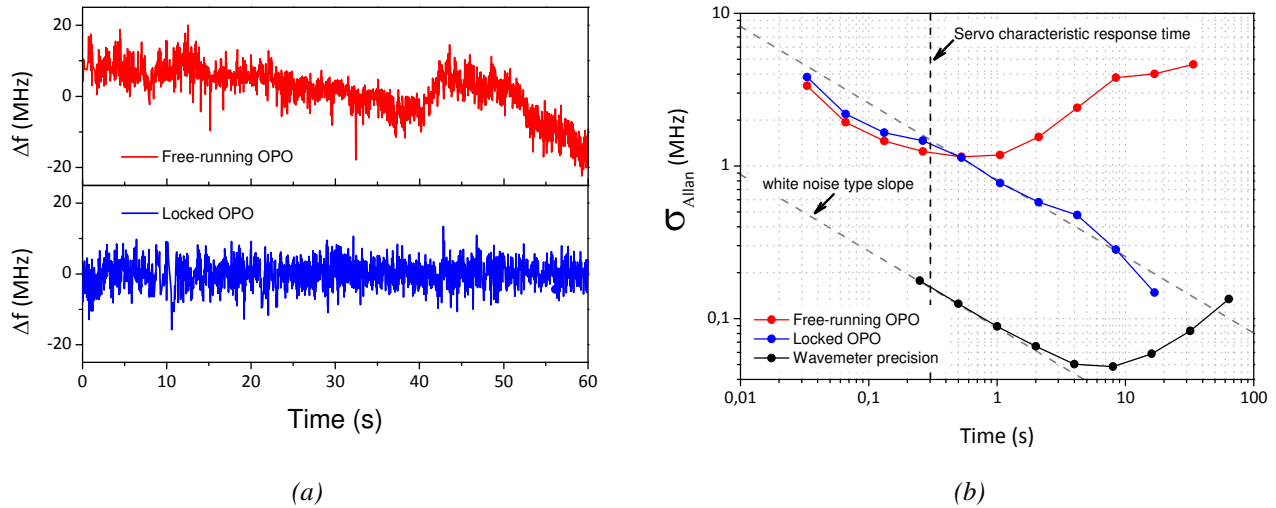 20
0
-20
Δf (MHz)
Free-running OPO
20
0
-20
Δf (MHz)
Locked OPO
0
10
20
30
40
50
60
Time (s)
(a)
10
1
0,1
σAllan (MHz)
Servo characteristic response time
white noise type slope
Free-running OPO
Locked OPO
Wavemeter precision
0,01
0,1
1
10
100
Time (s)
(b)